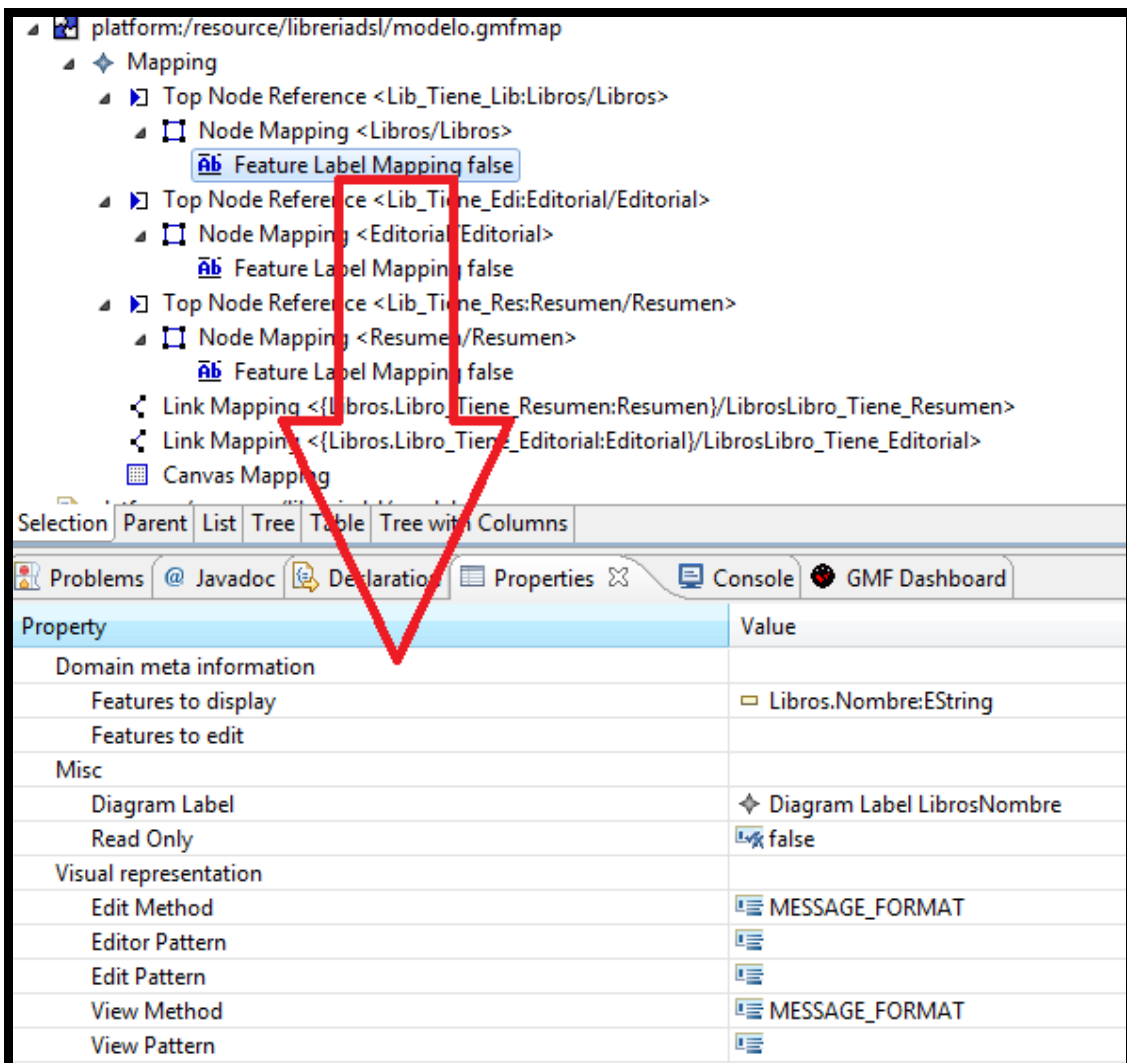 platform:/resource/libreriadsl/modelo.gmfmap
Mapping
Top Node Reference <Lib_Tiene_Lib:Libros/Libros>
Node Mapping <Libros/Libros>
Feature Label Mapping false
Top Node Reference <Lib_Tiene_Edi:Editorial/Editorial>
Node Mapping <Editorial/Editorial>
Feature Label Mapping false
Top Node Reference <Lib_Tiene_Res:Resumen/Resumen>
Node Mapping <Resumen/Resumen>
Feature Label Mapping false
Link Mapping <{Libros.Libro_Tiene_Resumen:Resumen}/LibrosLibro_Tiene_Resumen>
Link Mapping <{Libros.Libro_Tiene_Editorial:Editorial}/LibrosLibro_Tiene_Editorial>
Canvas Mapping
Selection Parent List Tree Table Tree with Columns
Problems @ Javadoc Declaration Properties Console GMF Dashboard
Property Value
Domain meta information
Features to display Libros.Nombre:EString
Features to edit
Misc
Diagram Label Diagram Label LibrosNombre
Read Only false
Visual representation
Edit Method MESSAGE_FORMAT
Editor Pattern
Edit Pattern
View Method MESSAGE_FORMAT
View Pattern